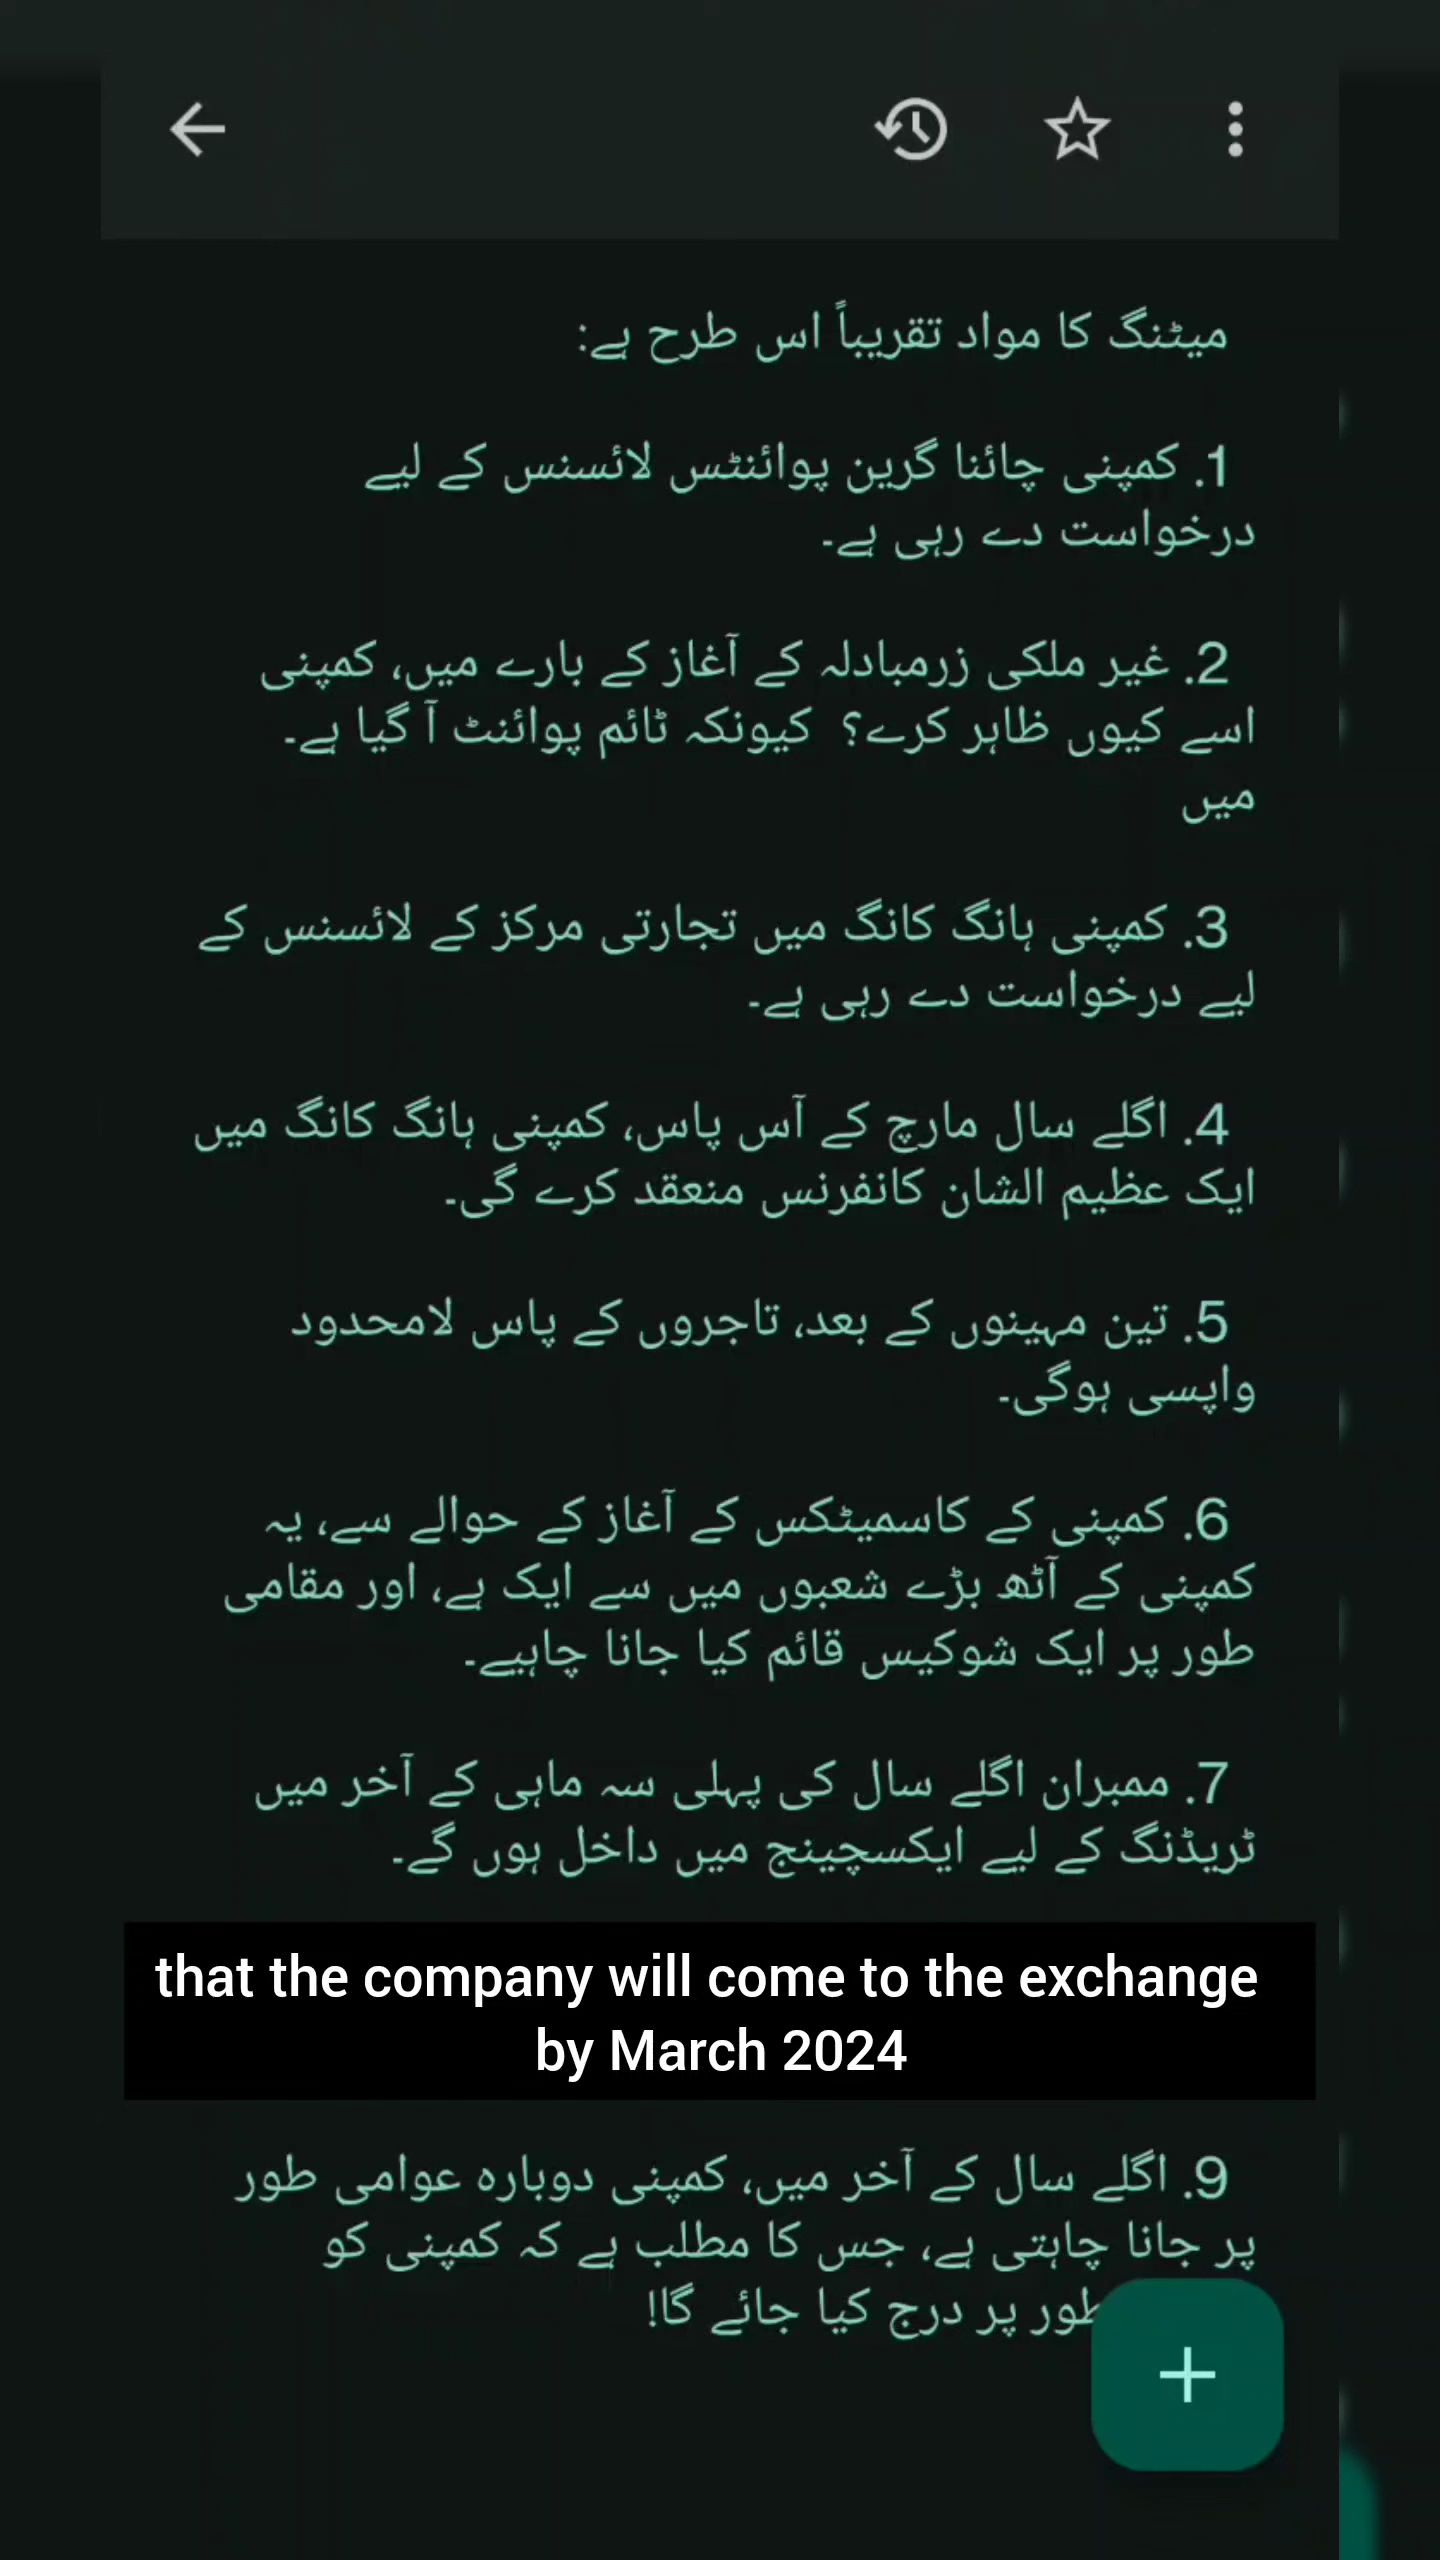 میٹنگ کا مواد تقریباً اس طرح ہے:
1. کمپنی چائنا گرین پوائنٹس لائسنس کے لیے
درخواست دے رہی ہے۔
2. غیر ملکی زرمبادلہ کے آغاز کے بارے میں، کمپنی
اسے کیوں ظاہر کرے؟ کیونکہ ٹائم پوائنٹ آ گیا ہے۔
میں
3. کمپنی ہانگ کانگ میں تجارتی مرکز کے لائسنس کے
لیے درخواست دے رہی ہے۔
4. اگلے سال مارچ کے آس پاس، کمپنی ہانگ کانگ میں
ایک عظیم الشان کانفرنس منعقد کرے گی۔
5. تین مہینوں کے بعد، تاجروں کے پاس لامحدود
واپسی ہوگی۔
6. کمپنی کے کاسمیٹکس کے آغاز کے حوالے سے، یہ
کمپنی کے آٹھ بڑے شعبوں میں سے ایک ہے، اور مقامی
طور پر ایک شوکیس قائم کیا جانا چاہیے۔
7. ممبران اگلے سال کی پہلی سہ ماہی کے آخر میں
ٹریڈنگ کے لیے ایکسچینج میں داخل ہوں گے۔
that the company will come to the exchange
by March 2024
9. اگلے سال کے آخر میں، کمپنی دوبارہ عوامی طور
پر جانا چاہتی ہے، جس کا مطلب ہے کہ کمپنی کو
طور پر درج کیا جائے گا!